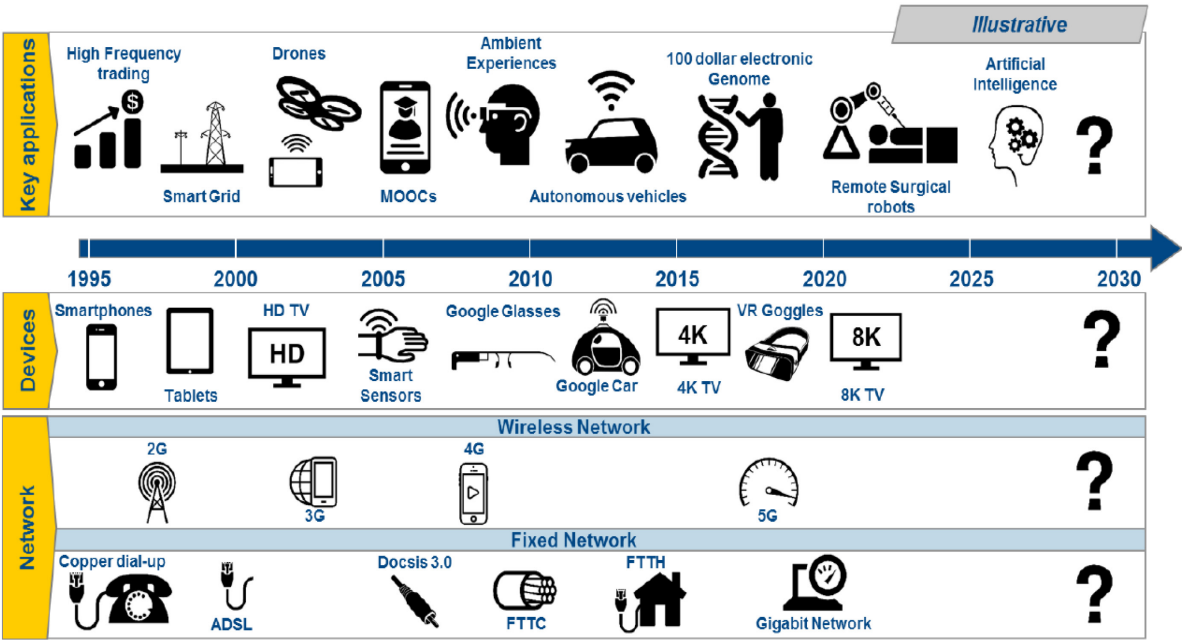 Illustrative
Key applications
High Frequency
trading
$
Smart Grid
Drones
MOOCs
Ambient
Experiences
Autonomous vehicles
100 dollar electronic
Genome
Remote Surgical
robots
Artificial
Intelligence
?
1995
2000
2005
2010
2015
2020
2025
2030
Devices
Smartphones
Tablets
HD TV
HD
Smart
Sensors
Google Glasses
Google Car
4K
4K TV
VR Goggles
8K
8K TV
?
Network
Wireless Network
2G
3G
4G
5G
?
Fixed Network
Copper dial-up
ADSL
Docsis 3.0
FTTC
FTTH
Gigabit Network
?